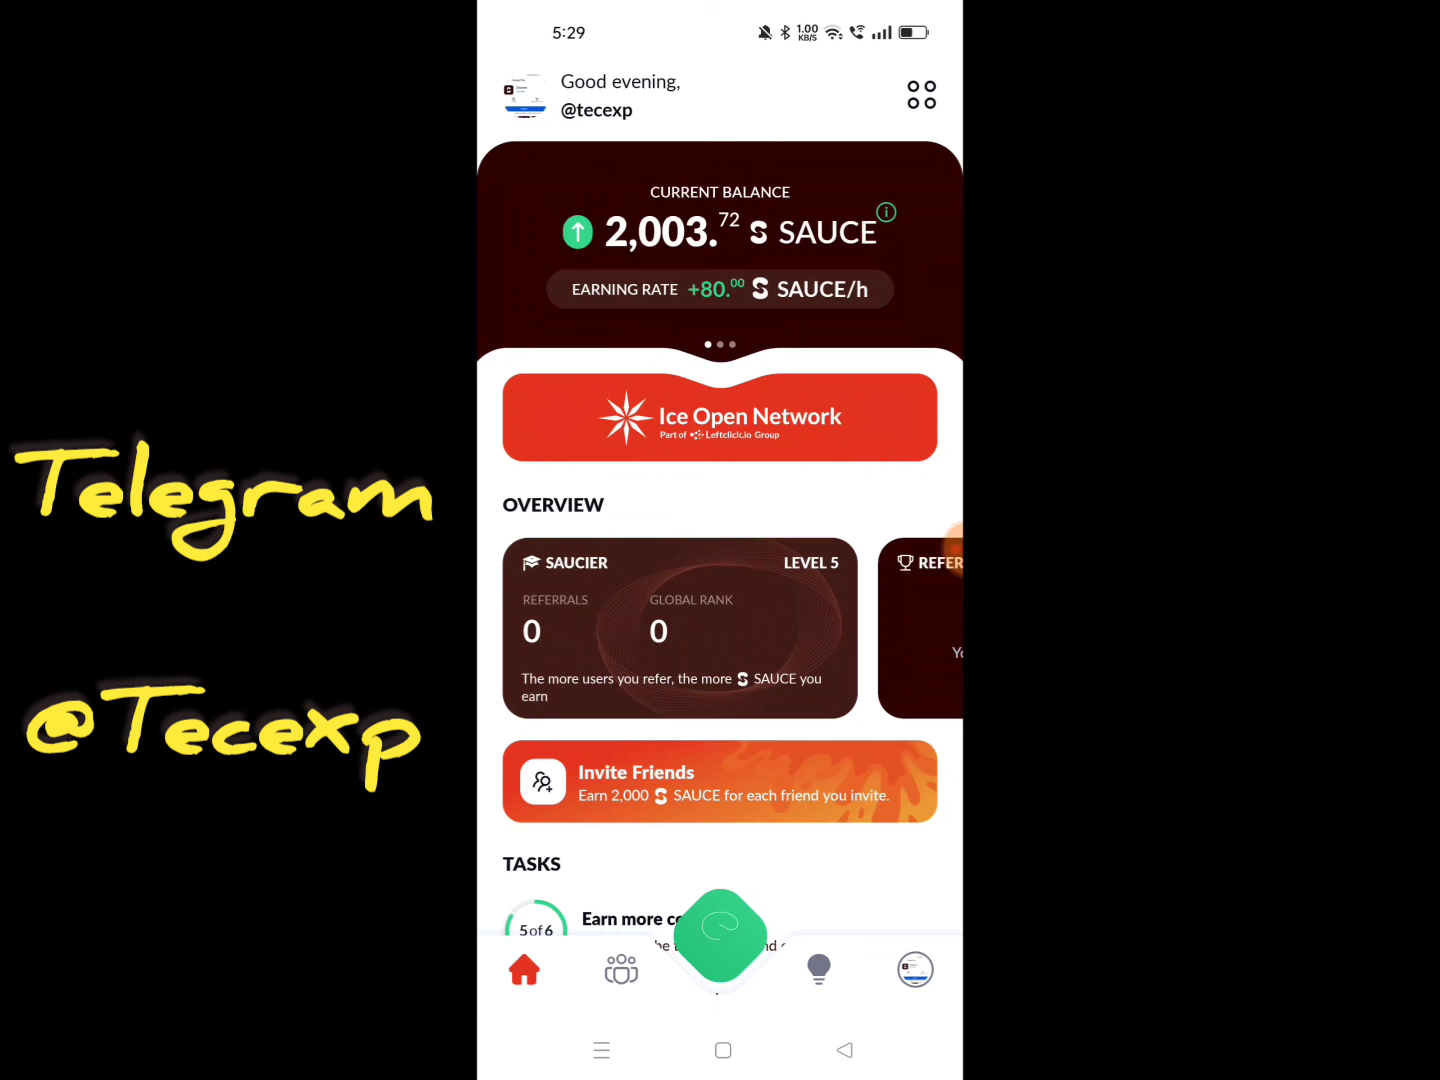 5:29
1.00
KB/S
Good evening,
@tecexp
CURRENT BALANCE
2,003.72 SAUCE
EARNING RATE +80.00 SAUCE/h
Ice Open Network
Part of Leftclick.io Group
Telegram
OVERVIEW
SAUCIER LEVEL 5
REFER
REFERRALS GLOBAL RANK
0 0
The more users you refer, the more SAUCE you
earn
@Tecexp
Invite Friends
Earn 2,000 SAUCE for each friend you invite.
TASKS
5of6
Earn more